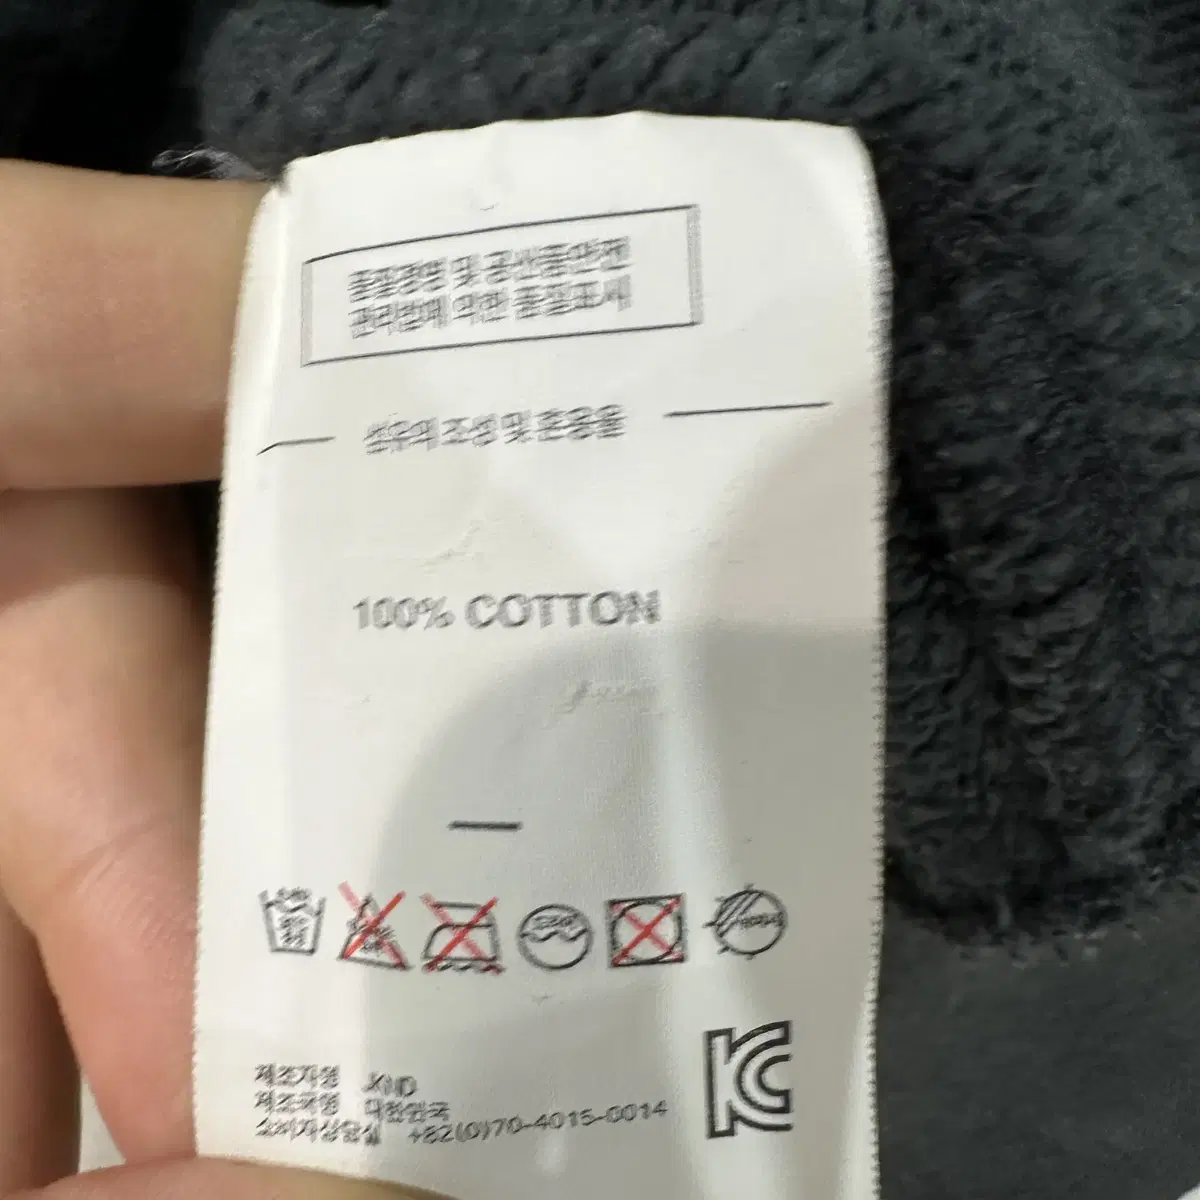 품질경영 및 공산품안전
관리법에 의한 품질표시
섬유의 조성 및 혼용율
100% COTTON
KC
제조자명
제조국명 대한민국
소비자상담실 +82(0)70-4015-0014